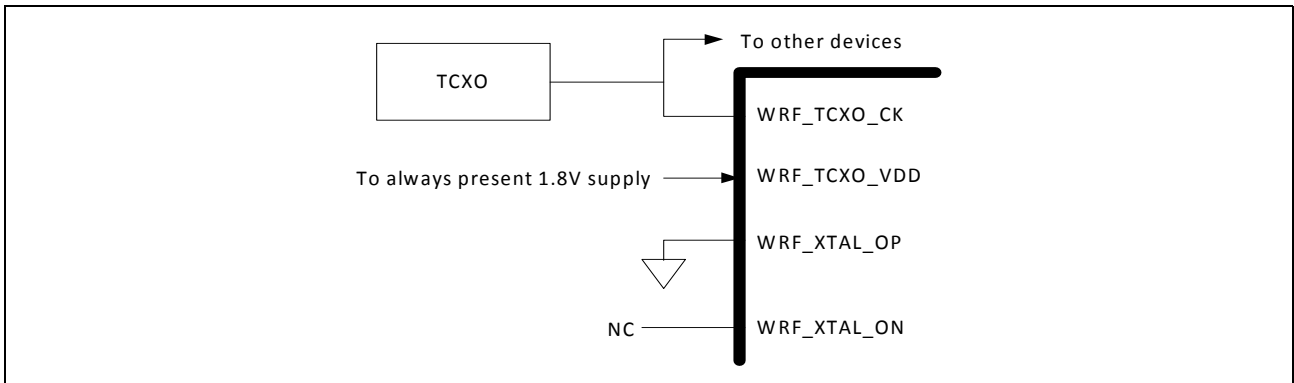 To other devices
TCXO
WRF_TCXO_CK
To always present 1.8V supply
WRF_TCXO_VDD
WRF_XTAL_OP
NC
WRF_XTAL_ON